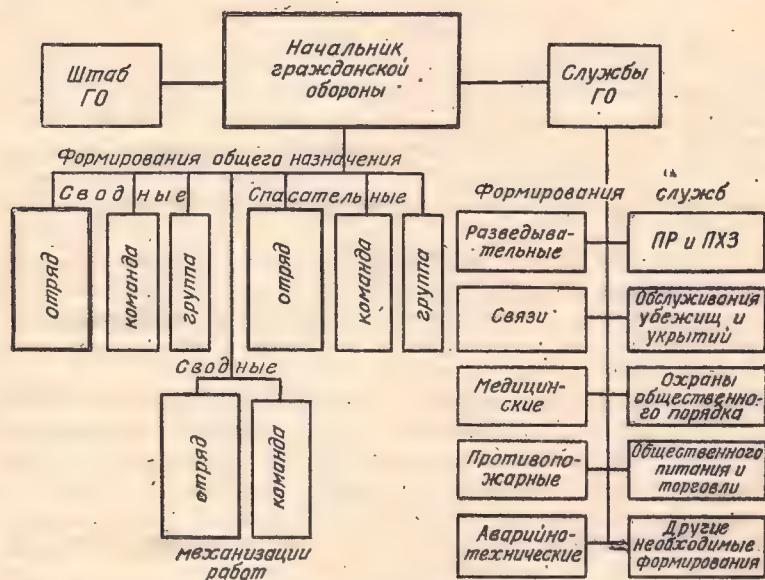 Начальник
гражданской
обороны
Штаб
ГО
Службы
ГО
Формирования общего назначения
Сводные
Спасательные
отряд
команда
группа
отряд
команда
группа
Сводные
отряд
команда
механизации
работ
Формирования служб
Разведыва-
тельные
ПР и ПХЗ
Связи
Обслуживания
убежищ и
укрытий
Медицин-
ские
Охраны
общественно-
го порядка
Противопо-
жарные
Общественного
питания и
торговли
Аварийно-
технические
Другие
необходимые
формирования